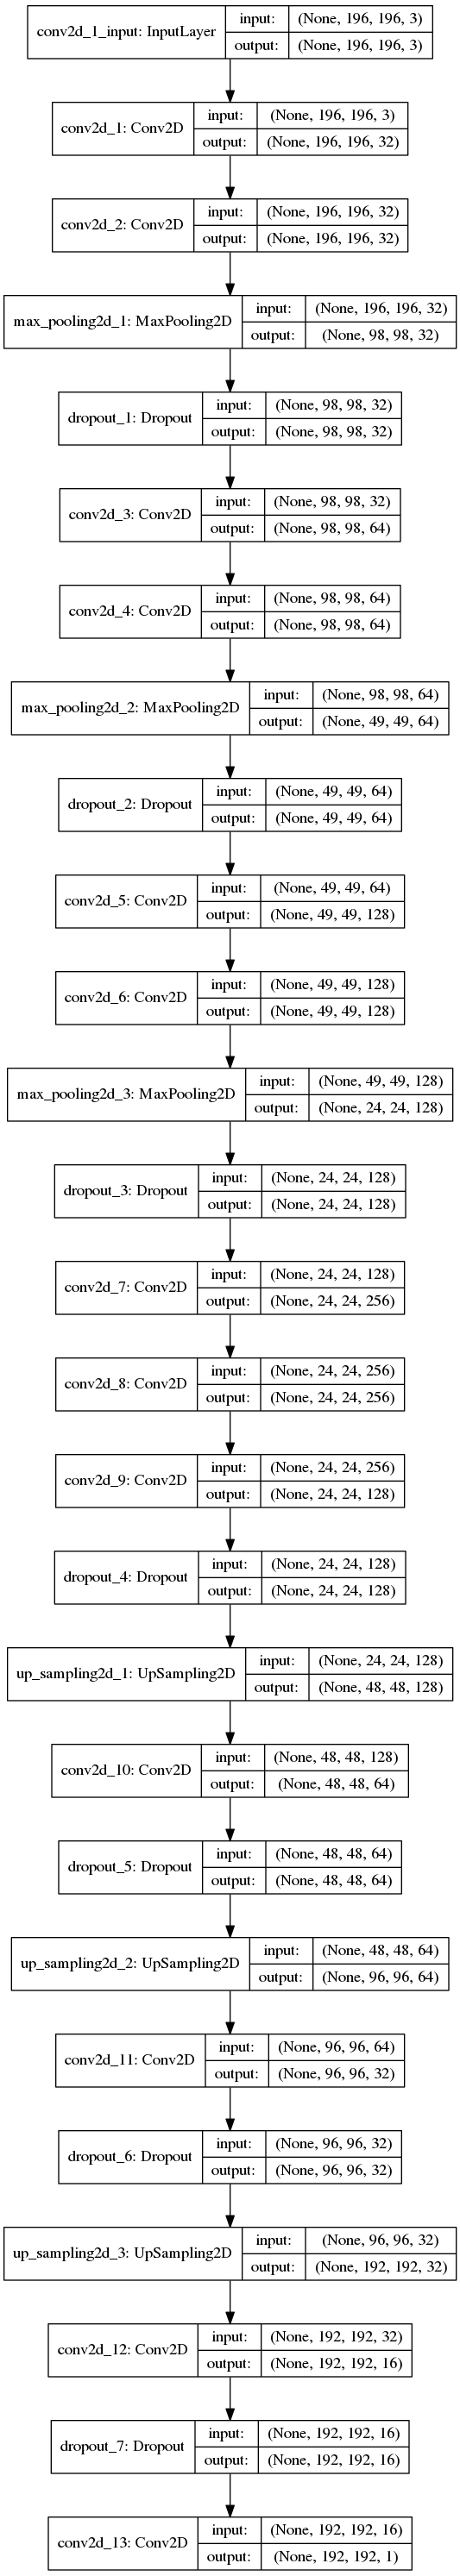 conv2d_1_input: InputLayer
input: (None, 196, 196, 3)
output: (None, 196, 196, 3)
conv2d_1: Conv2D
input: (None, 196, 196, 3)
output: (None, 196, 196, 32)
conv2d_2: Conv2D
input: (None, 196, 196, 32)
output: (None, 196, 196, 32)
max_pooling2d_1: MaxPooling2D
input: (None, 196, 196, 32)
output: (None, 98, 98, 32)
dropout_1: Dropout
input: (None, 98, 98, 32)
output: (None, 98, 98, 32)
conv2d_3: Conv2D
input: (None, 98, 98, 32)
output: (None, 98, 98, 64)
conv2d_4: Conv2D
input: (None, 98, 98, 64)
output: (None, 98, 98, 64)
max_pooling2d_2: MaxPooling2D
input: (None, 98, 98, 64)
output: (None, 49, 49, 64)
dropout_2: Dropout
input: (None, 49, 49, 64)
output: (None, 49, 49, 64)
conv2d_5: Conv2D
input: (None, 49, 49, 64)
output: (None, 49, 49, 128)
conv2d_6: Conv2D
input: (None, 49, 49, 128)
output: (None, 49, 49, 128)
max_pooling2d_3: MaxPooling2D
input: (None, 49, 49, 128)
output: (None, 24, 24, 128)
dropout_3: Dropout
input: (None, 24, 24, 128)
output: (None, 24, 24, 128)
conv2d_7: Conv2D
input: (None, 24, 24, 128)
output: (None, 24, 24, 256)
conv2d_8: Conv2D
input: (None, 24, 24, 256)
output: (None, 24, 24, 256)
conv2d_9: Conv2D
input: (None, 24, 24, 256)
output: (None, 24, 24, 128)
dropout_4: Dropout
input: (None, 24, 24, 128)
output: (None, 24, 24, 128)
up_sampling2d_1: UpSampling2D
input: (None, 24, 24, 128)
output: (None, 48, 48, 128)
conv2d_10: Conv2D
input: (None, 48, 48, 128)
output: (None, 48, 48, 64)
dropout_5: Dropout
input: (None, 48, 48, 64)
output: (None, 48, 48, 64)
up_sampling2d_2: UpSampling2D
input: (None, 48, 48, 64)
output: (None, 96, 96, 64)
conv2d_11: Conv2D
input: (None, 96, 96, 64)
output: (None, 96, 96, 32)
dropout_6: Dropout
input: (None, 96, 96, 32)
output: (None, 96, 96, 32)
up_sampling2d_3: UpSampling2D
input: (None, 96, 96, 32)
output: (None, 192, 192, 32)
conv2d_12: Conv2D
input: (None, 192, 192, 32)
output: (None, 192, 192, 16)
dropout_7: Dropout
input: (None, 192, 192, 16)
output: (None, 192, 192, 16)
conv2d_13: Conv2D
input: (None, 192, 192, 16)
output: (None, 192, 192, 1)